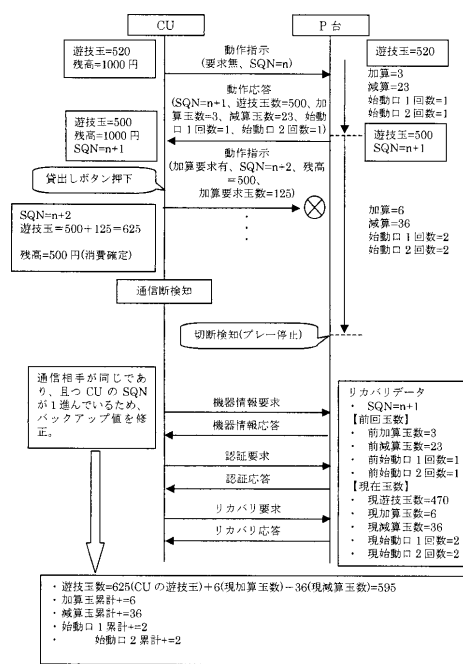 CU
P台
遊技玉=520
残高=1000円
動作指示
(要求無、SQN=n)
遊技玉=520
加算=3
減算=23
始動口1回数=1
始動口2回数=1
動作応答
(SQN=n+1、遊技玉数=500、加
算玉数=3、減算玉数=23、始動
口1回数=1、始動口2回数=1)
遊技玉=500
残高=1000円
SQN=n+1
遊技玉=500
SQN=n+1
動作指示
(加算要求有、SQN=n+2、残高
=500、
加算要求玉数=125)
貸出しボタン押下
SQN=n+2
遊技玉=500+125=625
残高=500円(消費確定)
加算=6
減算=36
始動口1回数=2
始動口2回数=2
通信断検知
切断検知(プレー停止)
通信相手が同じであ
り、且つCUのSQN
が1進んでいるため、
バックアップ値を修
正。
機器情報要求
機器情報応答
認証要求
認証応答
リカバリ要求
リカバリ応答
リカバリデータ
・ SQN=n+1
【前回玉数】
・ 前加算玉数=3
・ 前減算玉数=23
・ 前始動口1回数=1
・ 前始動口2回数=1
【現在玉数】
・ 現遊技玉数=470
・ 現加算玉数=6
・ 現減算玉数=36
・ 現始動口1回数=2
・ 現始動口2回数=2
・遊技玉数=625(CUの遊技玉)+6(現加算玉数)-36(現減算玉数)=595
・加算玉累計+=6
・減算玉累計+=36
・始動口1累計+=2
・ 始動口2累計+=2